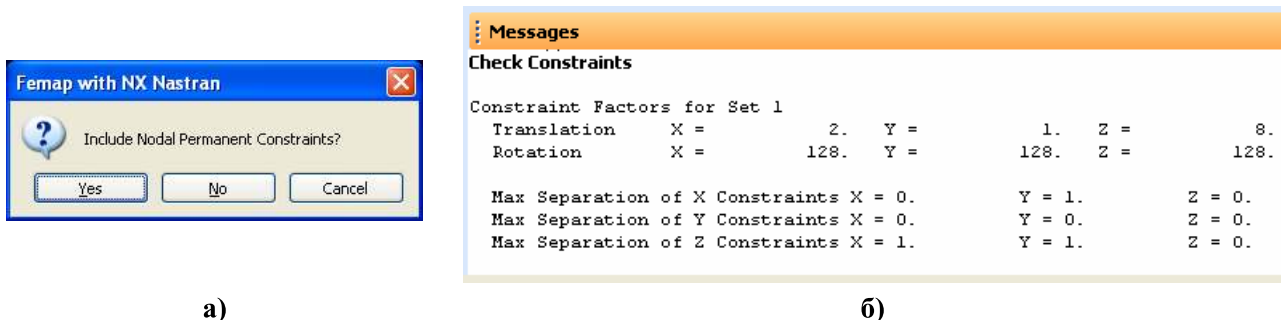 Femap with NX Nastran
Include Nodal Permanent Constraints?
Yes No Cancel
а)
Messages
Check Constraints
Constraint Factors for Set 1
Translation X = 2. Y = 1. Z = 8.
Rotation X = 128. Y = 128. Z = 128.
Max Separation of X Constraints X = 0. Y = 1. Z = 0.
Max Separation of Y Constraints X = 0. Y = 0. Z = 0.
Max Separation of Z Constraints X = 1. Y = 1. Z = 0.
б)